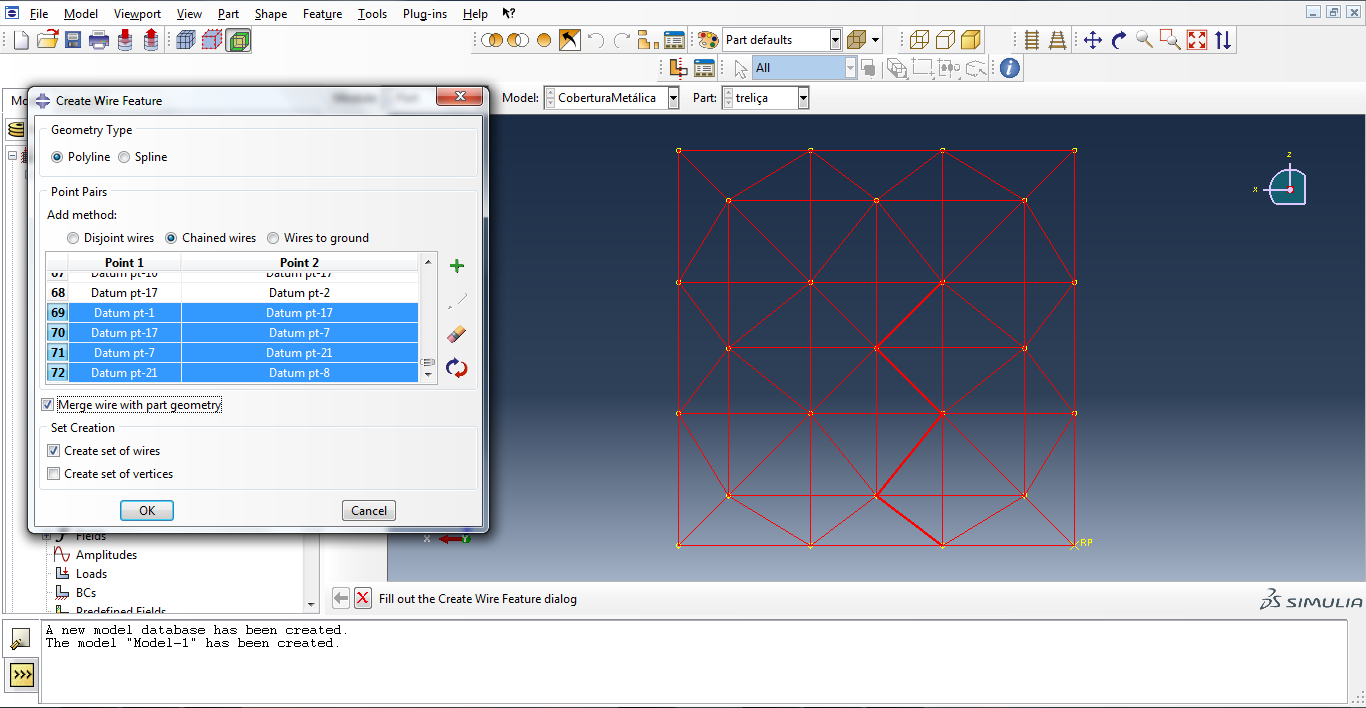 File Model Viewport View Part Shape Feature Tools Plug-ins Help
Part defaults
All
Create Wire Feature
Model: CoberturaMetálica Part: treliça
Geometry Type
Polyline Spline
Point Pairs
Add method:
Disjoint wires Chained wires Wires to ground
Point 1 Point 2
67 Datum pt-10 Datum pt-17
68 Datum pt-17 Datum pt-2
69 Datum pt-1 Datum pt-17
70 Datum pt-17 Datum pt-7
71 Datum pt-7 Datum pt-21
72 Datum pt-21 Datum pt-8
Merge wire with part geometry
Set Creation
Create set of wires
Create set of vertices
OK Cancel
Fields
Amplitudes
Loads
BCs
Predefined Fields
z
x
RP
X Y
Fill out the Create Wire Feature dialog
SIMULIA
A new model database has been created.
The model "Model-1" has been created.
>>>